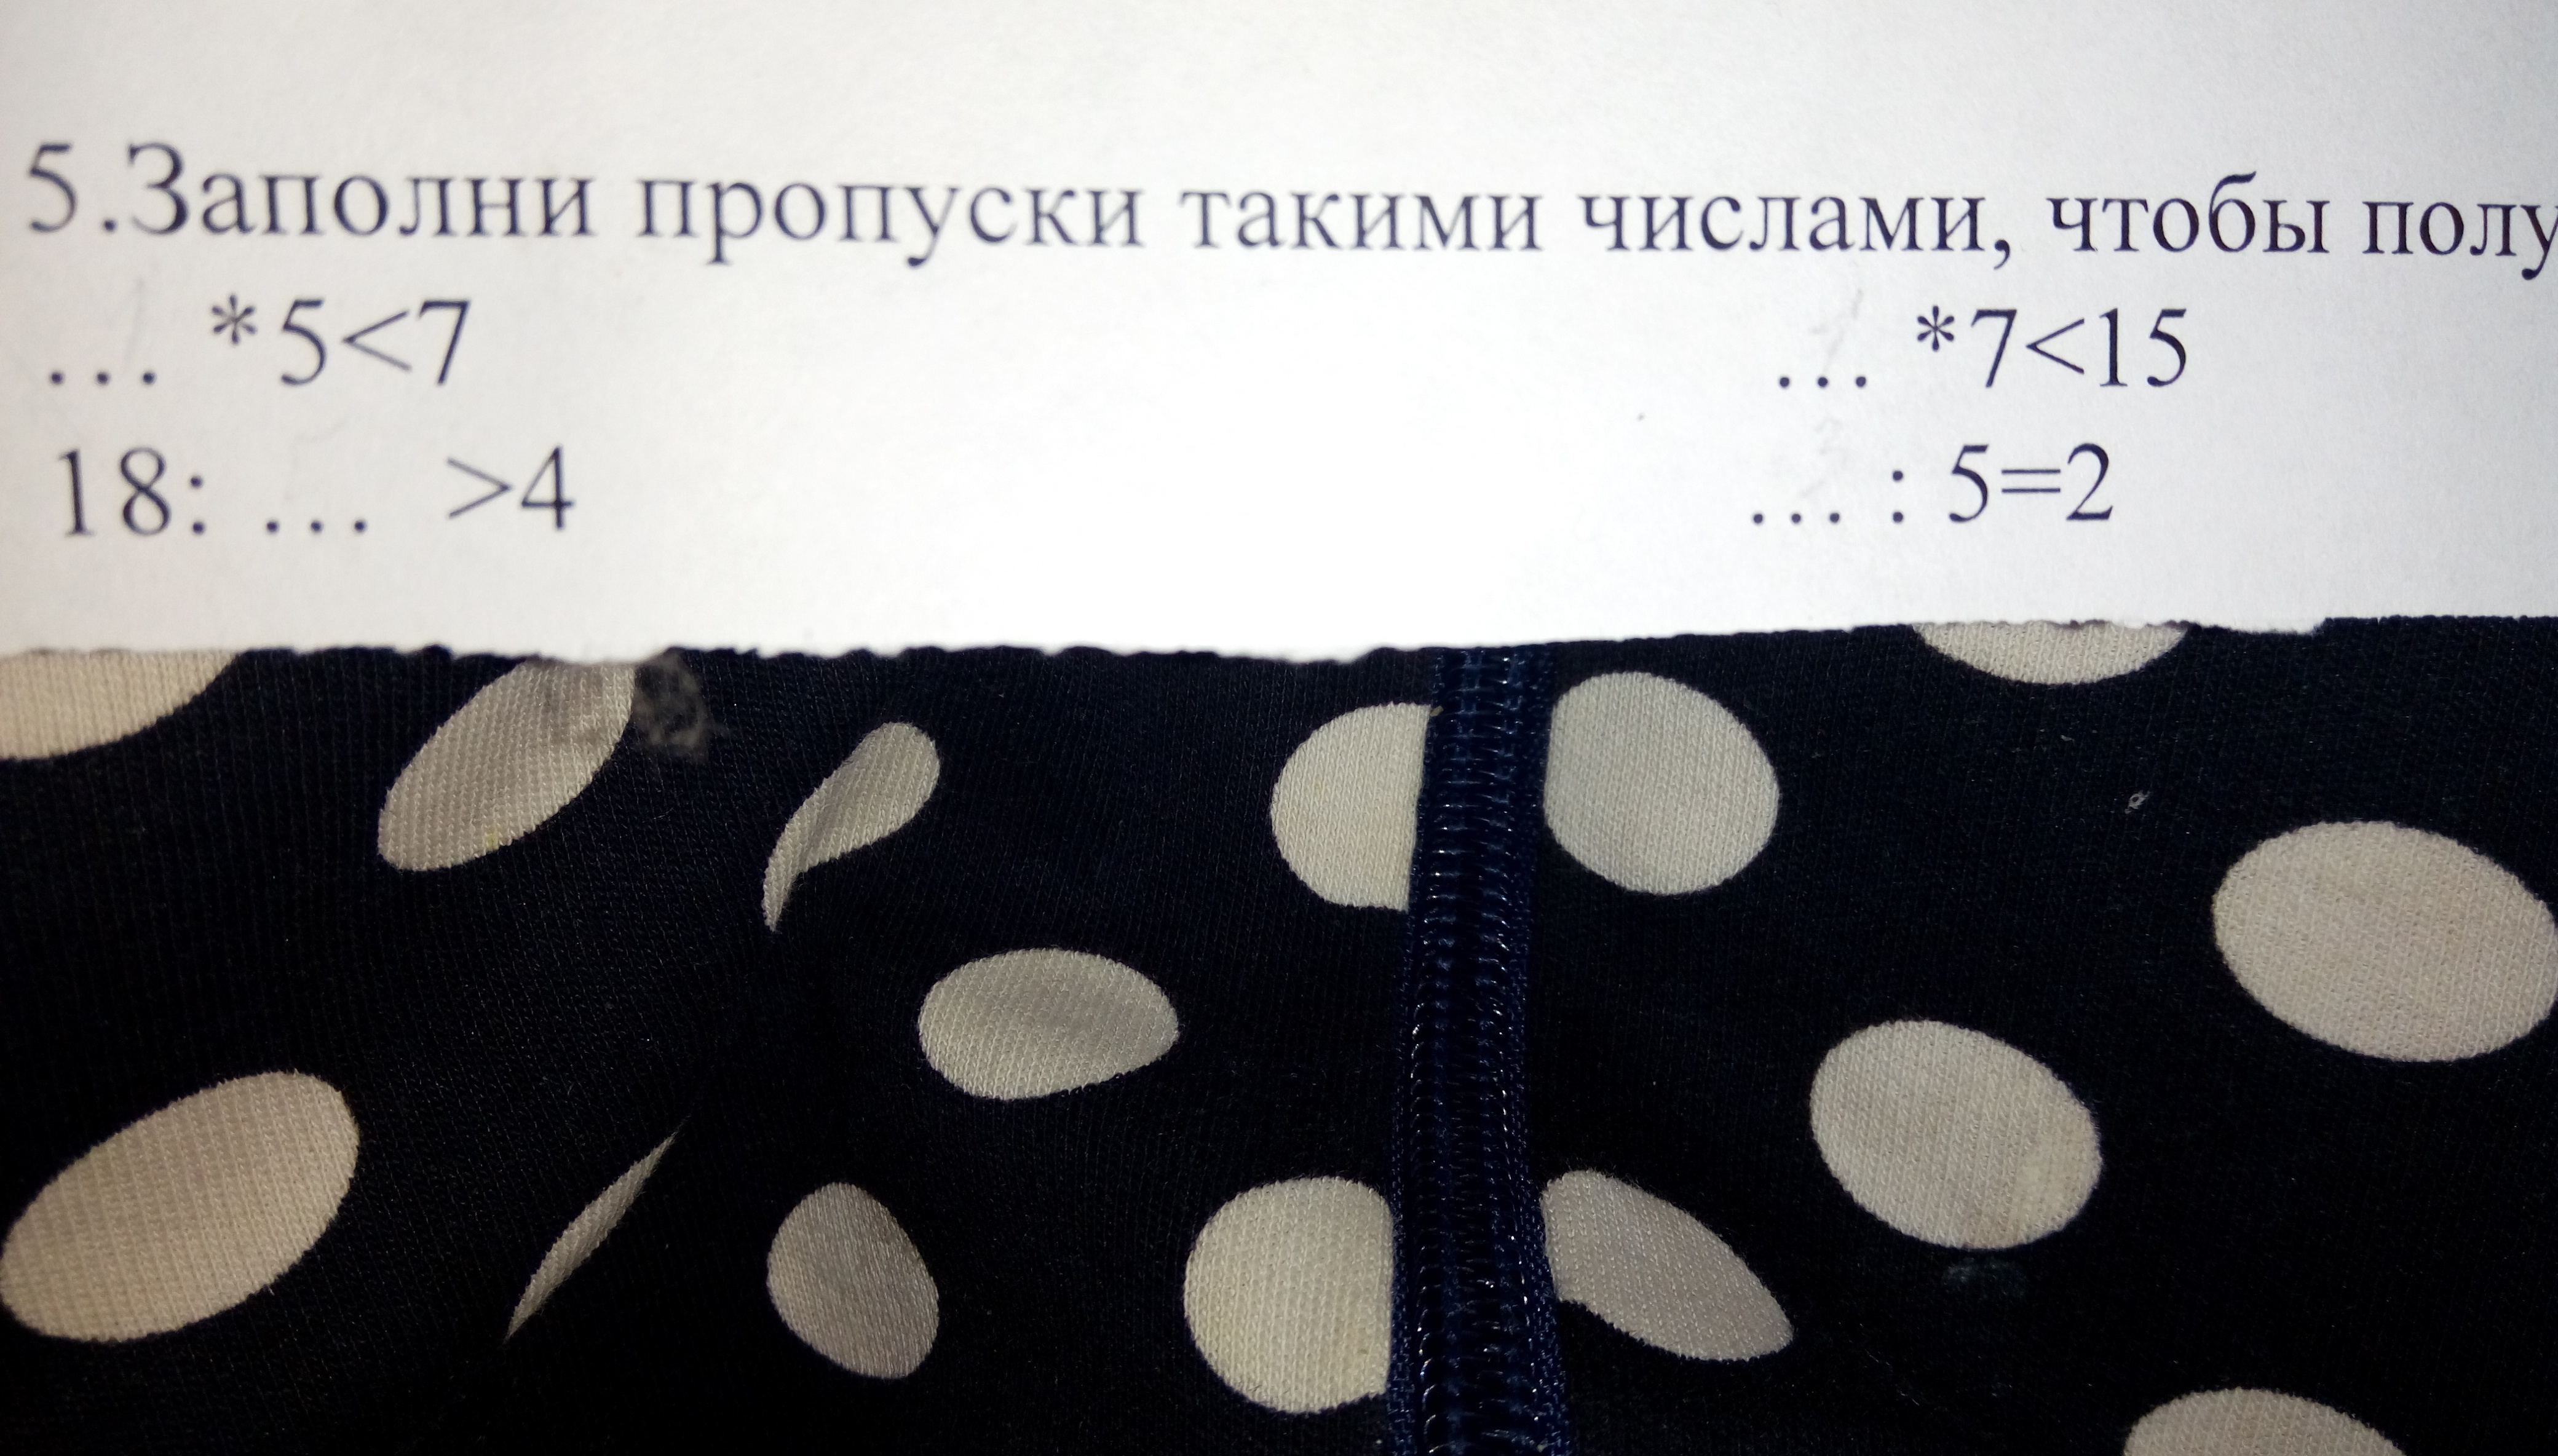 5.Заполни пропуски такими числами, чтобы полу
… *5<7 … *7<15
18: … >4 … : 5=2